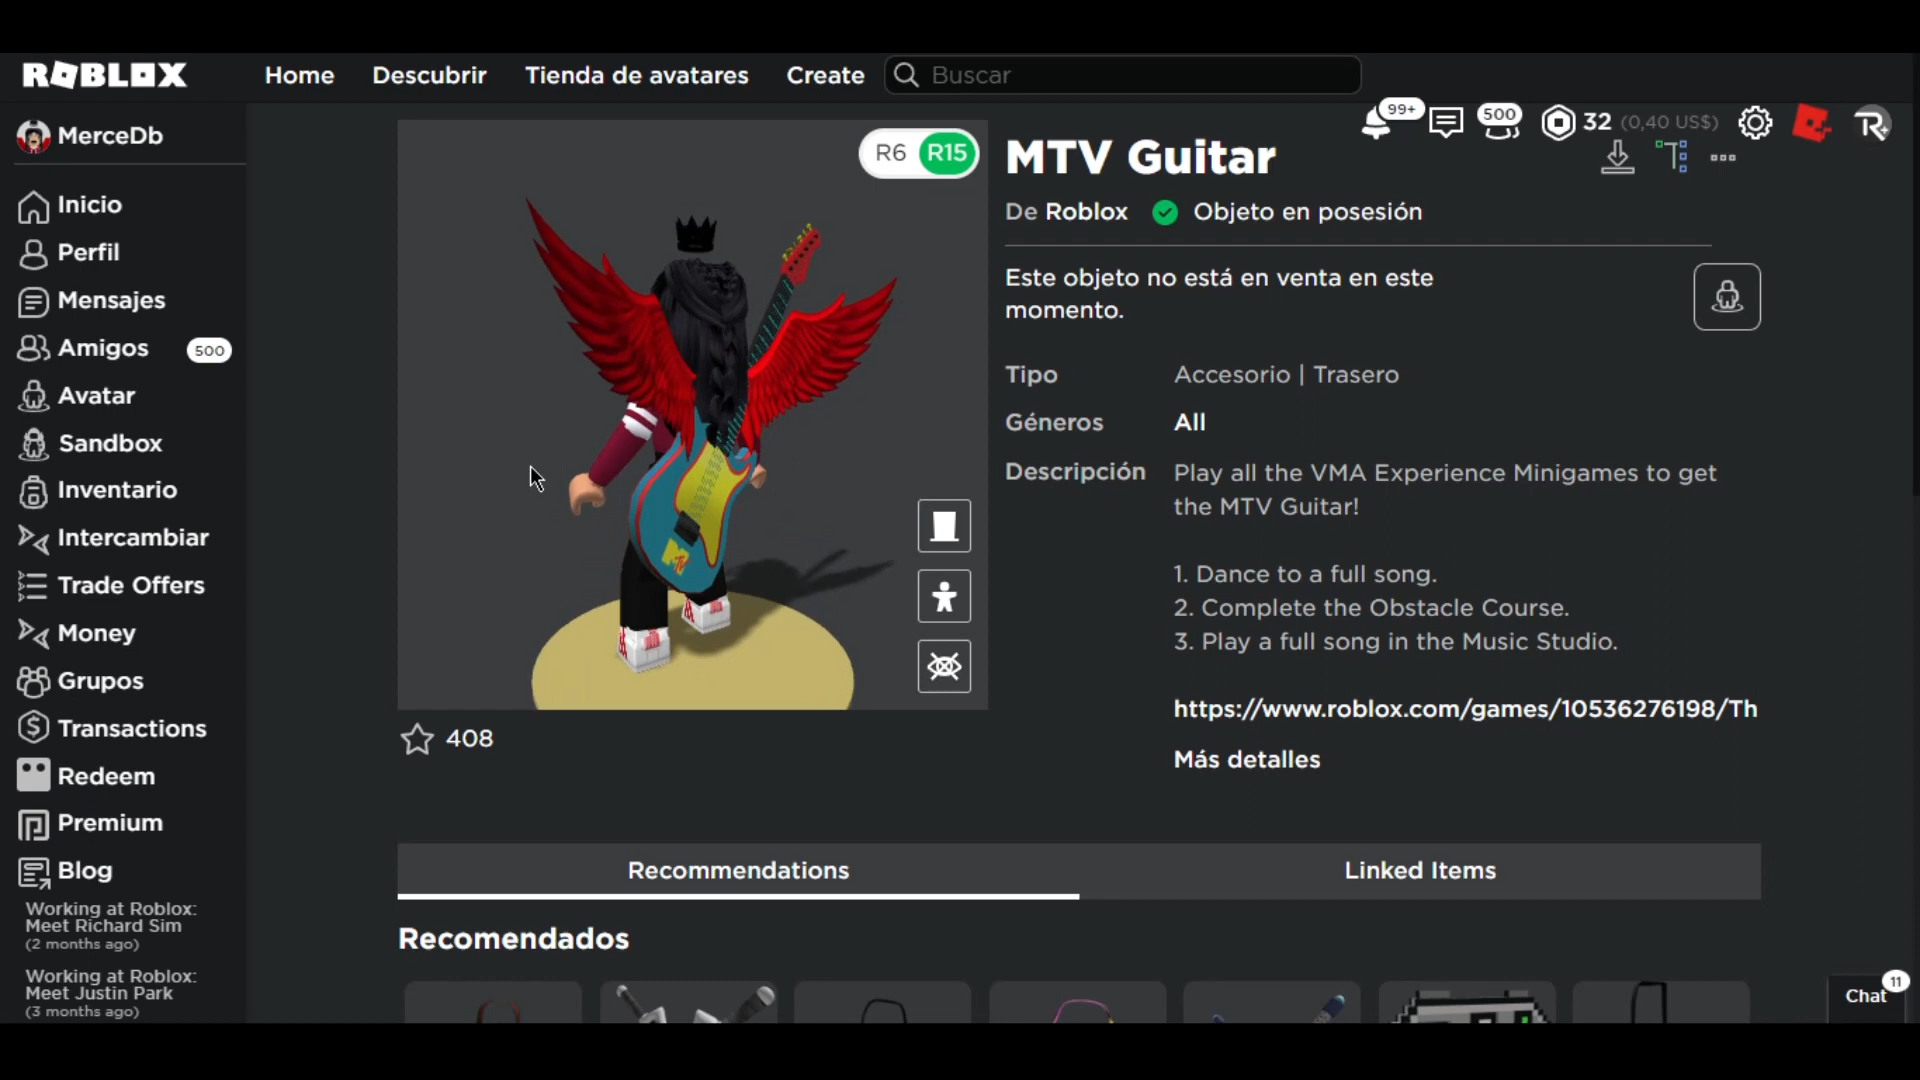 ROBLOX
Home
Descubrir
Tienda de avatares
Create
Buscar
MerceDb
Inicio
Perfil
Mensajes
Amigos
500
Avatar
Sandbox
Inventario
Intercambiar
Trade Offers
Money
Grupos
Transactions
Redeem
Premium
Blog
Working at Roblox:
Meet Richard Sim
(2 months ago)
Working at Roblox:
Meet Justin Park
(3 months ago)
99+
500
32 (0,40 US$)
R6 R15
MTV
408
MTV Guitar
De Roblox
Objeto en posesión
Este objeto no está en venta en este
momento.
Tipo
Accesorio | Trasero
Géneros
All
Descripción
Play all the VMA Experience Minigames to get
the MTV Guitar!
1. Dance to a full song.
2. Complete the Obstacle Course.
3. Play a full song in the Music Studio.
https://www.roblox.com/games/10536276198/Th
Más detalles
Recommendations
Linked Items
Recomendados
Chat
11